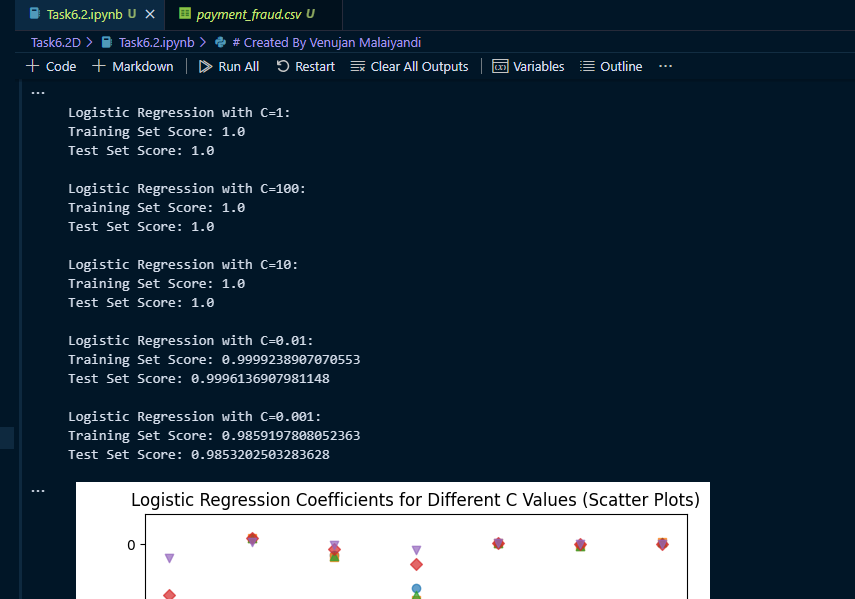 Task6.2.ipynb U
payment_fraud.csv U
Task6.2D > Task6.2.ipynb > # Created By Venujan Malaiyandi
+ Code + Markdown | Run All Restart Clear All Outputs | Variables Outline ...
...
Logistic Regression with C=1:
Training Set Score: 1.0
Test Set Score: 1.0
Logistic Regression with C=100:
Training Set Score: 1.0
Test Set Score: 1.0
Logistic Regression with C=10:
Training Set Score: 1.0
Test Set Score: 1.0
Logistic Regression with C=0.01:
Training Set Score: 0.9999238907070553
Test Set Score: 0.9996136907981148
Logistic Regression with C=0.001:
Training Set Score: 0.9859197808052363
Test Set Score: 0.9853202503283628
...
Logistic Regression Coefficients for Different C Values (Scatter Plots)
0